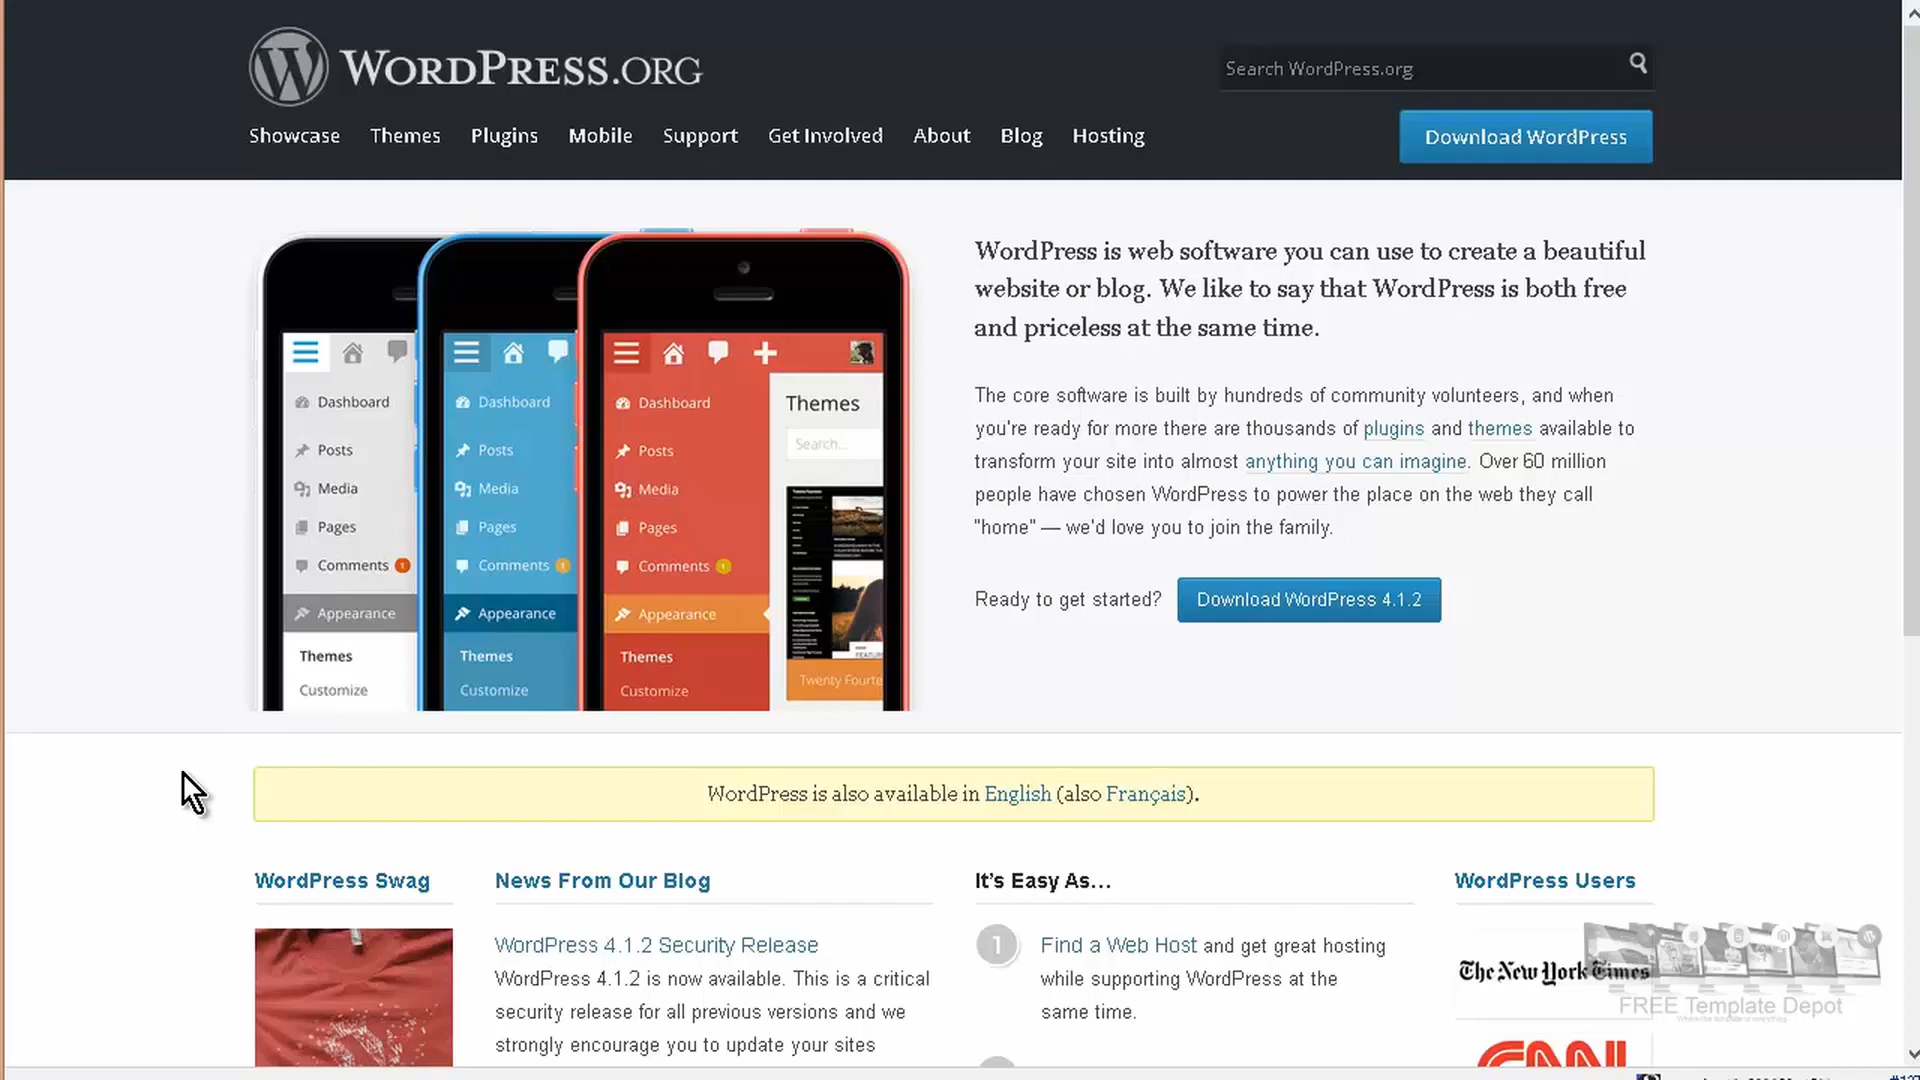 WORDPRESS.ORG
Search WordPress.org
Showcase Themes Plugins Mobile Support Get Involved About Blog Hosting
Download WordPress
Dashboard
Posts
Media
Pages
Comments 1
Appearance
Themes
Customize
Dashboard
Posts
Media
Pages
Comments 1
Appearance
Themes
Customize
Dashboard
Posts
Media
Pages
Comments 1
Appearance
Themes
Customize
Themes
Search...
Twenty Fourte
WordPress is web software you can use to create a beautiful
website or blog. We like to say that WordPress is both free
and priceless at the same time.
The core software is built by hundreds of community volunteers, and when
you're ready for more there are thousands of plugins and themes available to
transform your site into almost anything you can imagine. Over 60 million
people have chosen WordPress to power the place on the web they call
"home" — we'd love you to join the family.
Ready to get started? Download WordPress 4.1.2
WordPress is also available in English (also Français).
WordPress Swag
News From Our Blog
WordPress 4.1.2 Security Release
WordPress 4.1.2 is now available. This is a critical
security release for all previous versions and we
strongly encourage you to update your sites
It's Easy As...
1 Find a Web Host and get great hosting
while supporting WordPress at the
same time.
WordPress Users
The New York Times
FREE Template Depot
CNN